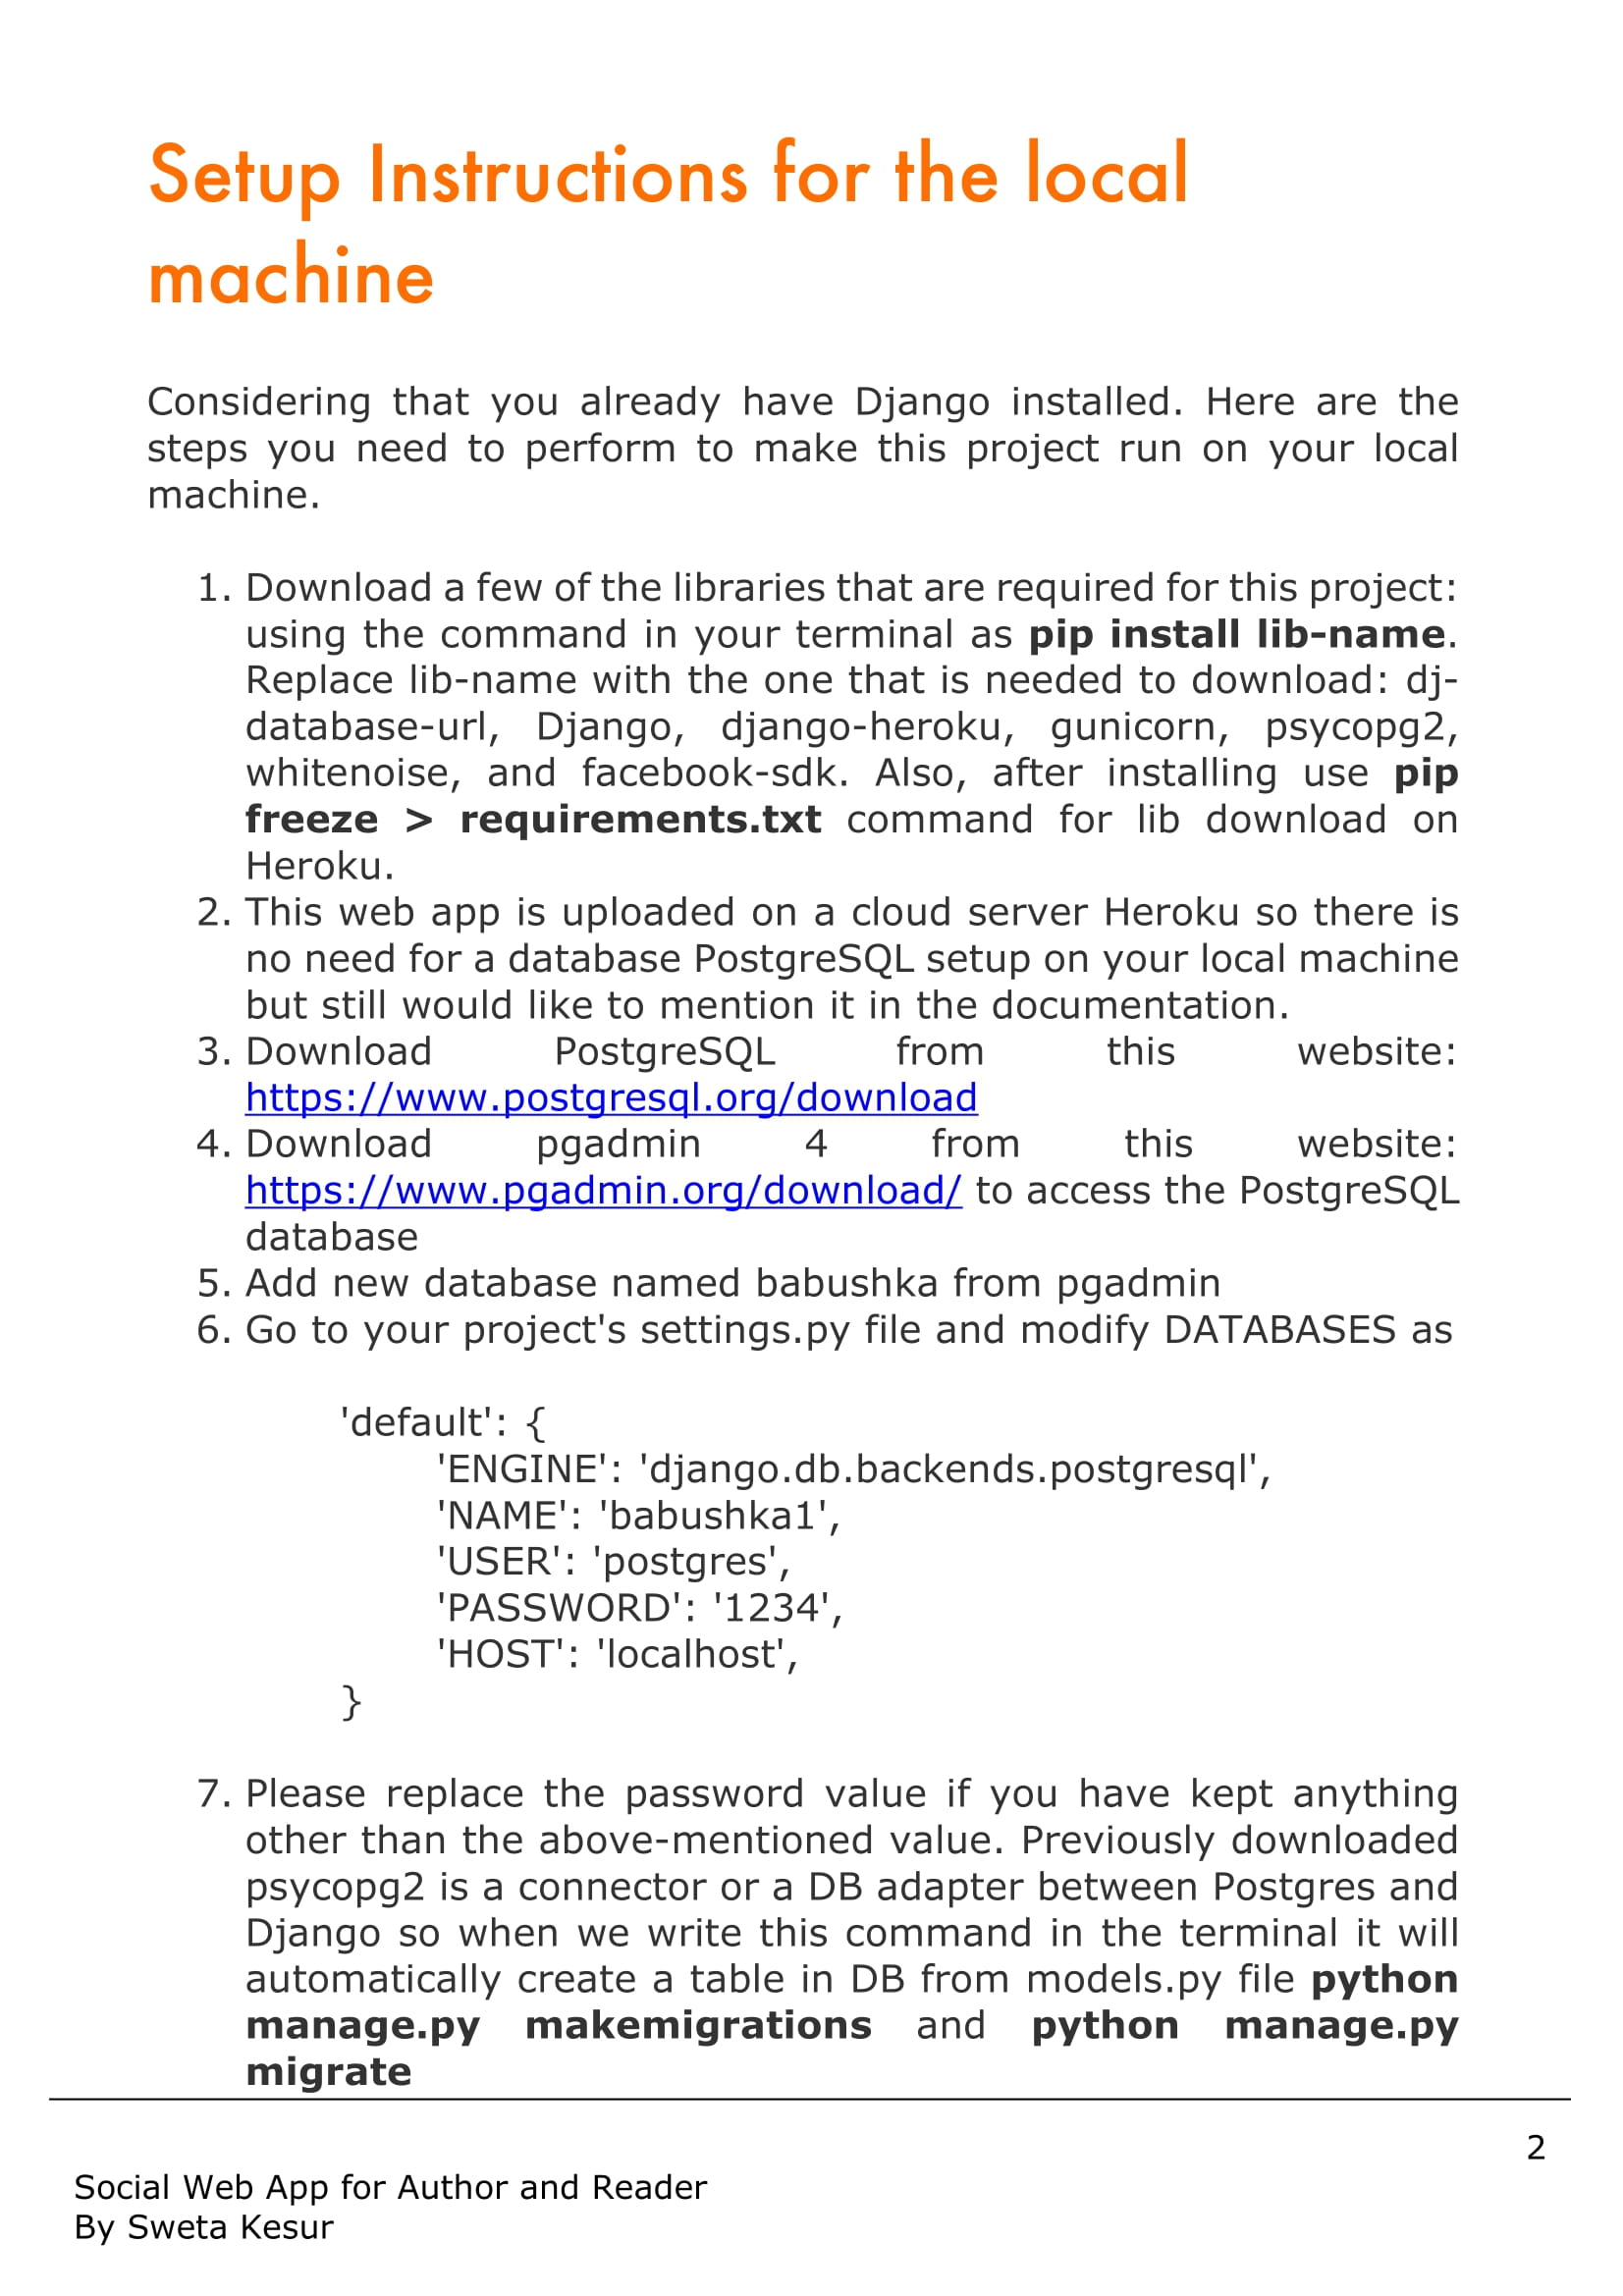 Setup Instructions for the local
machine
Considering that you already have Django installed. Here are the
steps you need to perform to make this project run on your local
machine.
1. Download a few of the libraries that are required for this project:
using the command in your terminal as pip install lib-name.
Replace lib-name with the one that is needed to download: dj-
database-url, Django, django-heroku, gunicorn, psycopg2,
whitenoise, and facebook-sdk. Also, after installing use pip
freeze > requirements.txt command for lib download on
Heroku.
2. This web app is uploaded on a cloud server Heroku so there is
no need for a database PostgreSQL setup on your local machine
but still would like to mention it in the documentation.
3. Download PostgreSQL from this website:
https://www.postgresql.org/download
4. Download pgadmin 4 from this website:
https://www.pgadmin.org/download/ to access the PostgreSQL
database
5. Add new database named babushka from pgadmin
6. Go to your project's settings.py file and modify DATABASES as
'default': {
'ENGINE': 'django.db.backends.postgresql',
'NAME': 'babushka1',
'USER': 'postgres',
'PASSWORD': '1234',
'HOST': 'localhost',
}
7. Please replace the password value if you have kept anything
other than the above-mentioned value. Previously downloaded
psycopg2 is a connector or a DB adapter between Postgres and
Django so when we write this command in the terminal it will
automatically create a table in DB from models.py file python
manage.py makemigrations and python manage.py
migrate
2
Social Web App for Author and Reader
By Sweta Kesur